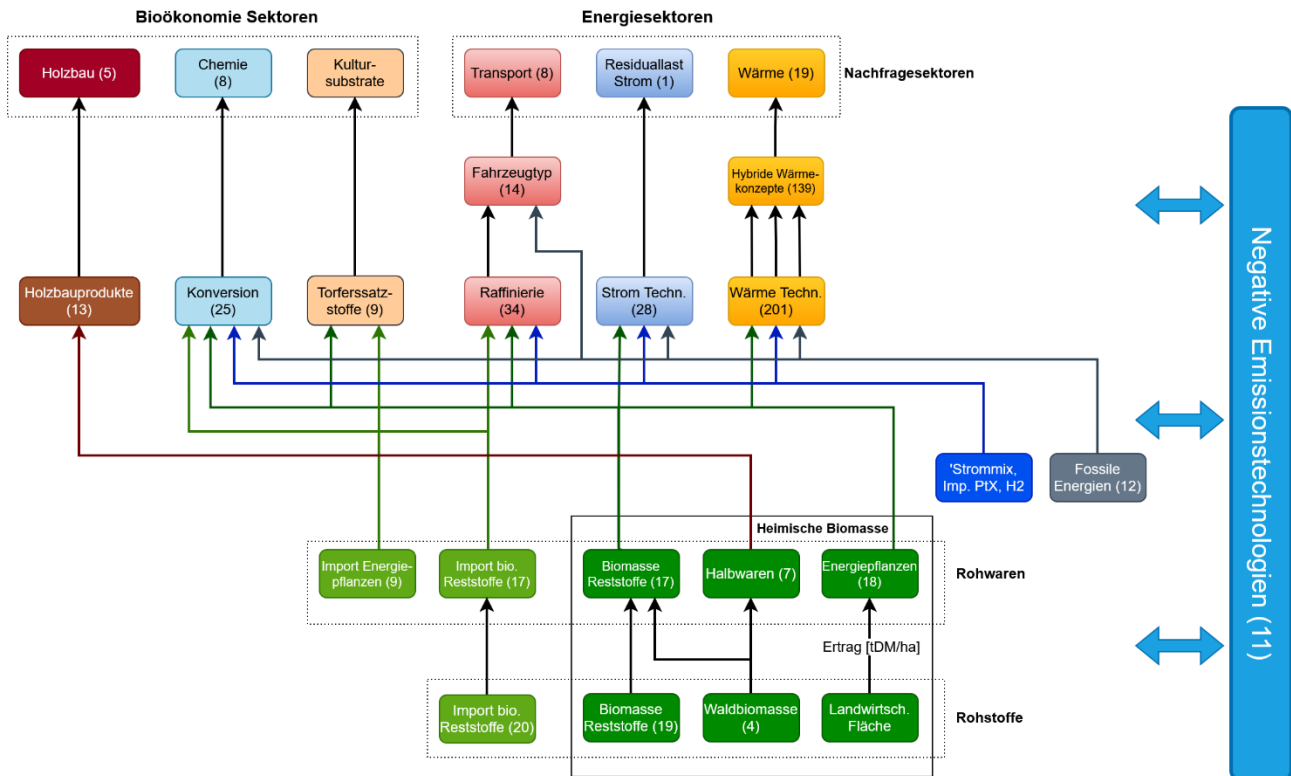 Bioökonomie Sektoren
Energiesektoren
Holzbau (5)
Chemie
(8)
Kultur-
substrate
Transport (8)
Residuallast
Strom (1)
Wärme (19)
Nachfragesektoren
Fahrzeugtyp
(14)
Hybride Wärme-
konzepte (139)
Holzbauprodukte
(13)
Konversion
(25)
Torferssatz-
stoffe (9)
Raffinierie
(34)
Strom Techn.
(28)
Wärme Techn.
(201)
'Strommix,
Imp. PtX, H2
Fossile
Energien (12)
Heimische Biomasse
Import Energie-
pflanzen (9)
Import bio.
Reststoffe (17)
Biomasse
Reststoffe (17)
Halbwaren (7)
Energiepflanzen
(18)
Rohwaren
Ertrag [tDM/ha]
Import bio.
Reststoffe (20)
Biomasse
Reststoffe (19)
Waldbiomasse
(4)
Landwirtsch.
Fläche
Rohstoffe
Negative Emissionstechnologien (11)